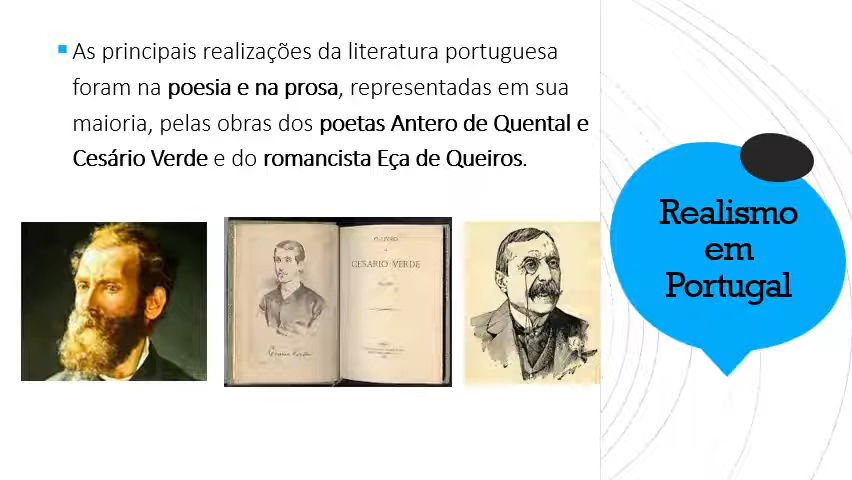 As principais realizações da literatura portuguesa
foram na poesia e na prosa, representadas em sua
maioria, pelas obras dos poetas Antero de Quental e
Cesário Verde e do romancista Eça de Queiros.
CESARIO VERDE
Realismo
em
Portugal